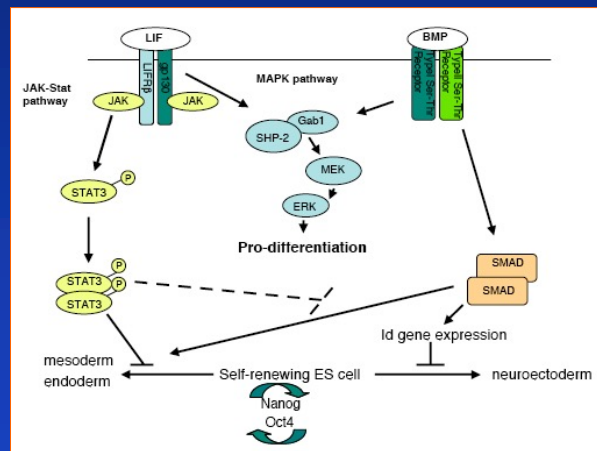 LIF
BMP
LIFRβ
gp130
TypeII Ser-Thr
Receptor
TypeII Ser-Thr
Receptor
JAK-Stat
pathway
MAPK pathway
JAK
JAK
Gab1
SHP-2
MEK
STAT3
P
ERK
Pro-differentiation
P
STAT3
P
STAT3
SMAD
SMAD
Id gene expression
mesoderm
endoderm
Self-renewing ES cell
neuroectoderm
Nanog
Oct4